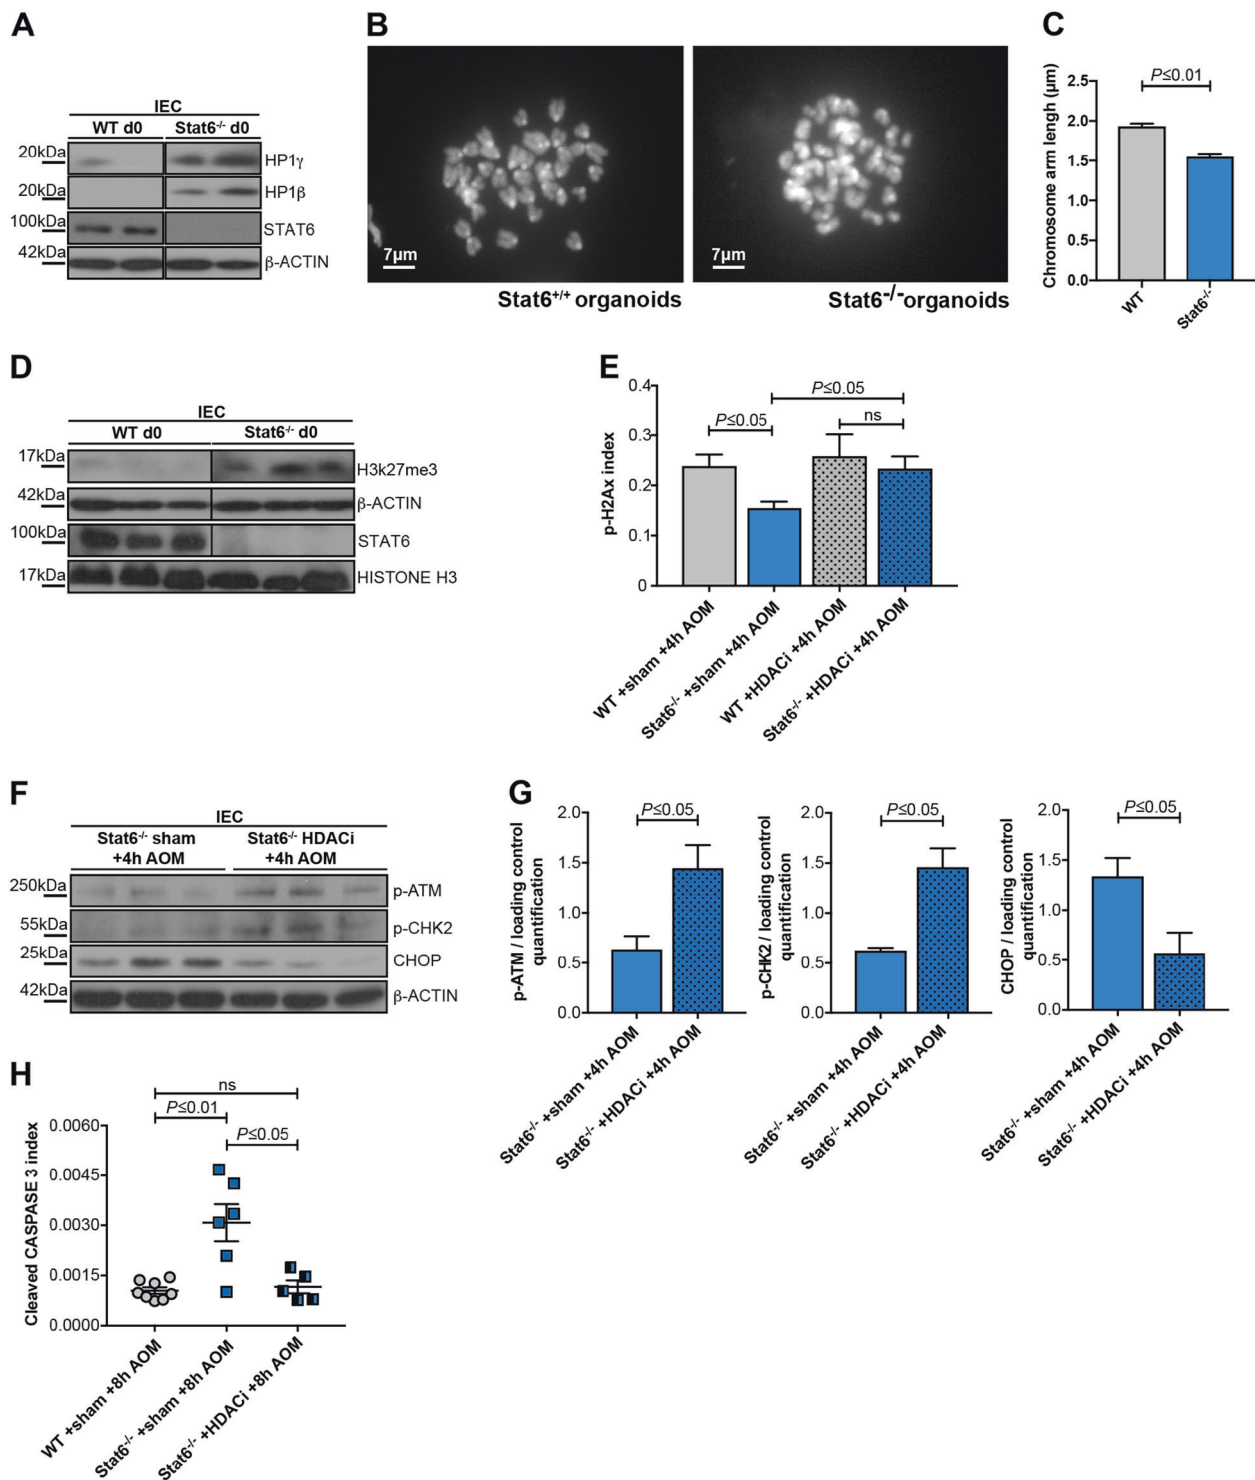 A
IEC
WT d0 Stat6-/- d0
20kDa HP1γ
20kDa HP1β
100kDa STAT6
42kDa β-ACTIN
B
7μm 7μm
Stat6+/+ organoids Stat6-/-organoids
C
Chromosome arm lengh (μm)
2.5
2.0
1.5
1.0
0.5
0.0
P≤0.01
WT Stat6-/-
D
IEC
WT d0 Stat6-/- d0
17kDa H3k27me3
42kDa β-ACTIN
100kDa STAT6
17kDa HISTONE H3
E
p-H2Ax index
0.4
0.3
0.2
0.1
0
P≤0.05
P≤0.05
ns
WT +sham +4h AOM
Stat6-/- +sham +4h AOM
WT +HDACi +4h AOM
Stat6-/- +HDACi +4h AOM
F
IEC
Stat6-/- sham Stat6-/- HDACi
+4h AOM +4h AOM
250kDa p-ATM
55kDa p-CHK2
25kDa CHOP
42kDa β-ACTIN
G
p-ATM / loading control
quantification
2.0
1.5
1.0
0.5
0.0
P≤0.05
Stat6-/- +sham +4h AOM
Stat6-/- +HDACi +4h AOM
p-CHK2 / loading control
quantification
2.0
1.5
1.0
0.5
0.0
P≤0.05
Stat6-/- +sham +4h AOM
Stat6-/- +HDACi +4h AOM
CHOP / loading control
quantification
2.0
1.5
1.0
0.5
0.0
P≤0.05
Stat6-/- +sham +4h AOM
Stat6-/- +HDACi +4h AOM
H
Cleaved CASPASE 3 index
0.0060
0.0045
0.0030
0.0015
0.0000
ns
P≤0.01
P≤0.05
WT +sham +8h AOM
Stat6-/- +sham +8h AOM
Stat6-/- +HDACi +8h AOM